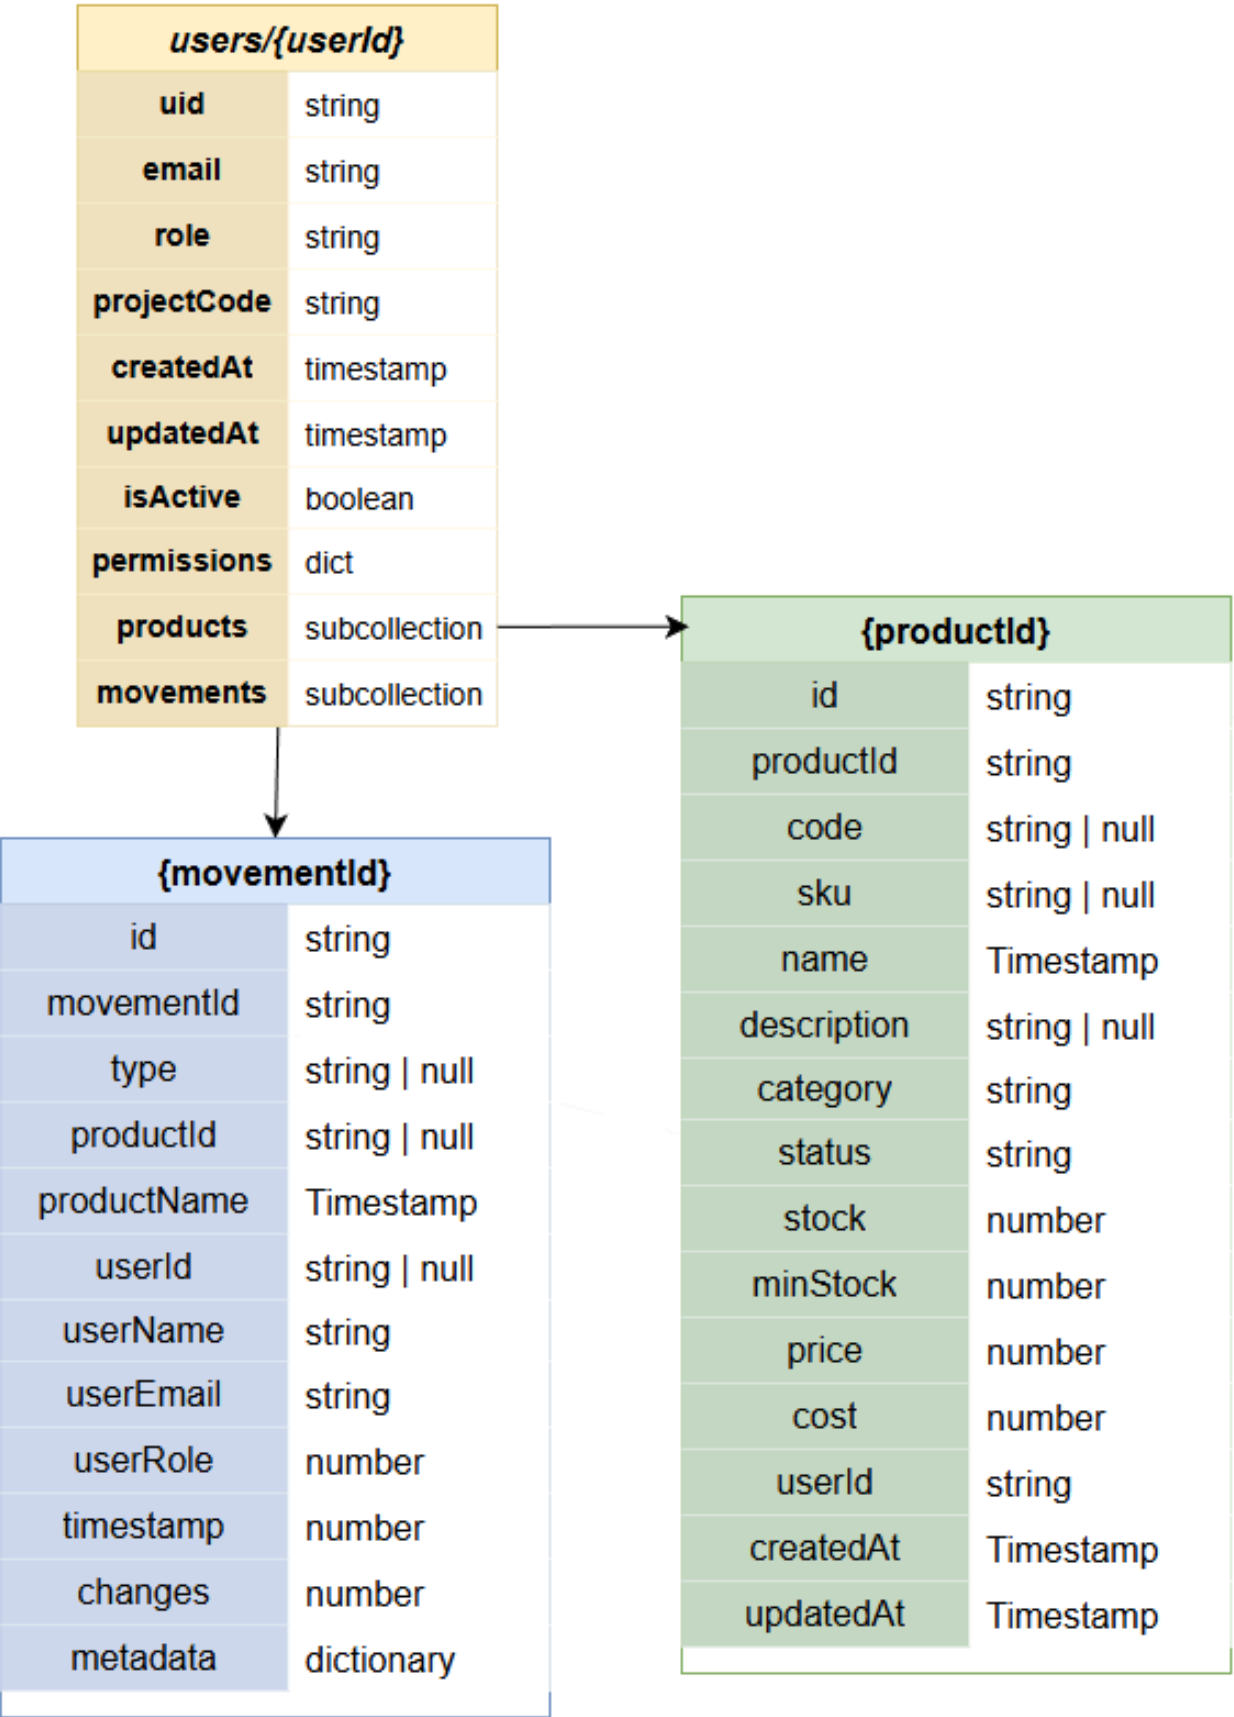 users/{userId}
uid string
email string
role string
projectCode string
createdAt timestamp
updatedAt timestamp
isActive boolean
permissions dict
products subcollection
movements subcollection
{movementId}
id string
movementId string
type string | null
productId string | null
productName Timestamp
userId string | null
userName string
userEmail string
userRole number
timestamp number
changes number
metadata dictionary
{productId}
id string
productId string
code string | null
sku string | null
name Timestamp
description string | null
category string
status string
stock number
minStock number
price number
cost number
userId string
createdAt Timestamp
updatedAt Timestamp